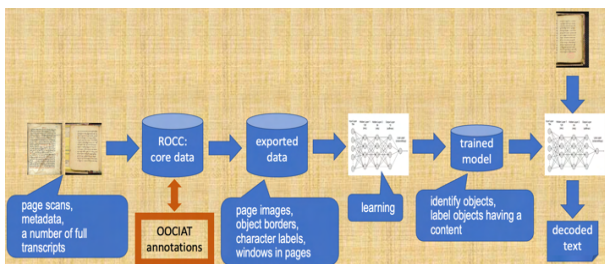 ROCC:
core data
exported
data
trained
model
page scans,
metadata,
a number of full
transcripts
OOCIAT
annotations
page images,
object borders,
character labels,
windows in pages
learning
identify objects,
label objects having a
content
decoded
text